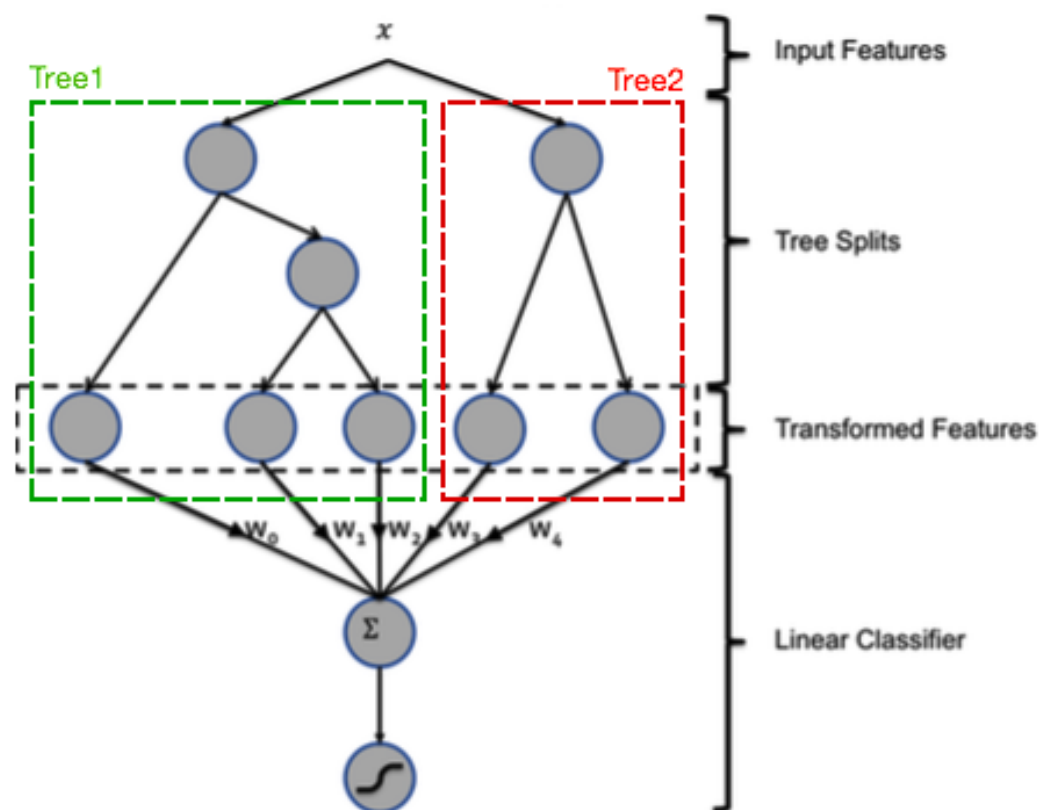 x
Input Features
Tree1
Tree2
Tree Splits
Transformed Features
W₀
W₁
W₂
W₃
W₄
Σ
Linear Classifier